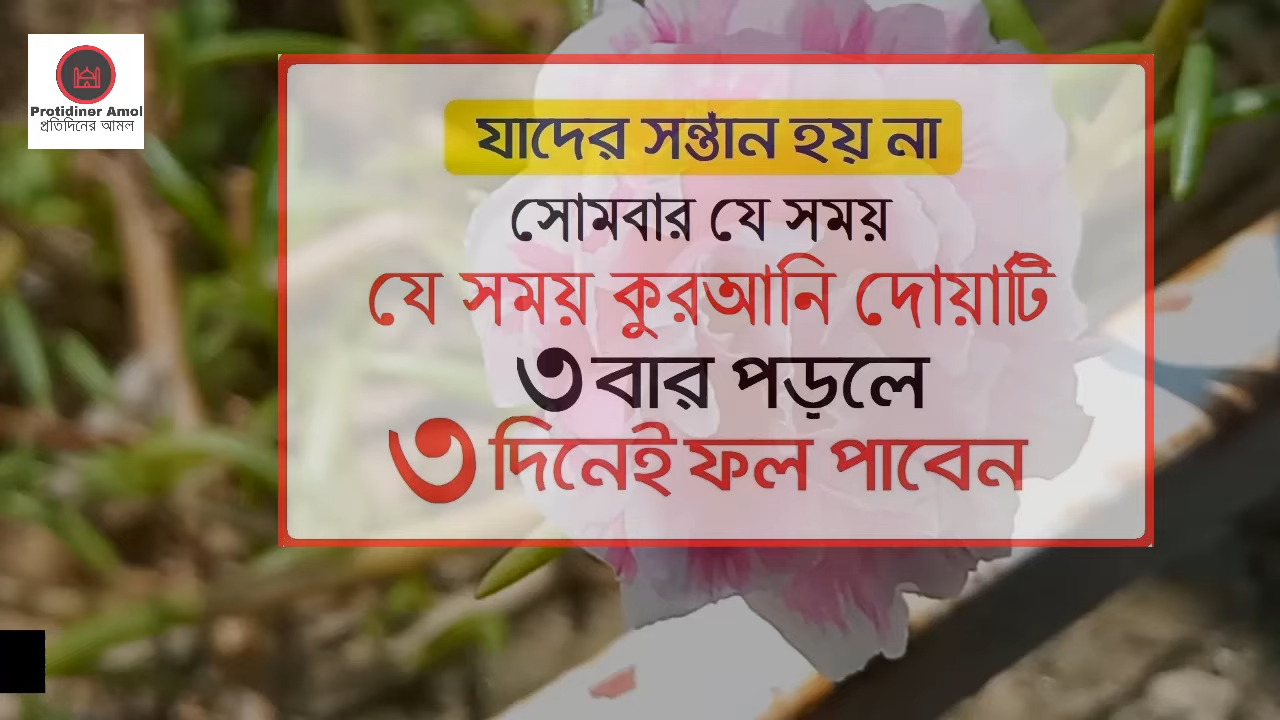 Protidiner Amol
প্রতিদিনের আমল
যাদের সন্তান হয় না
সোমবার যে সময়
যে সময় কুরআনি দোয়াটি
৩ বার পড়লে
৩ দিনেই ফল পাবেন